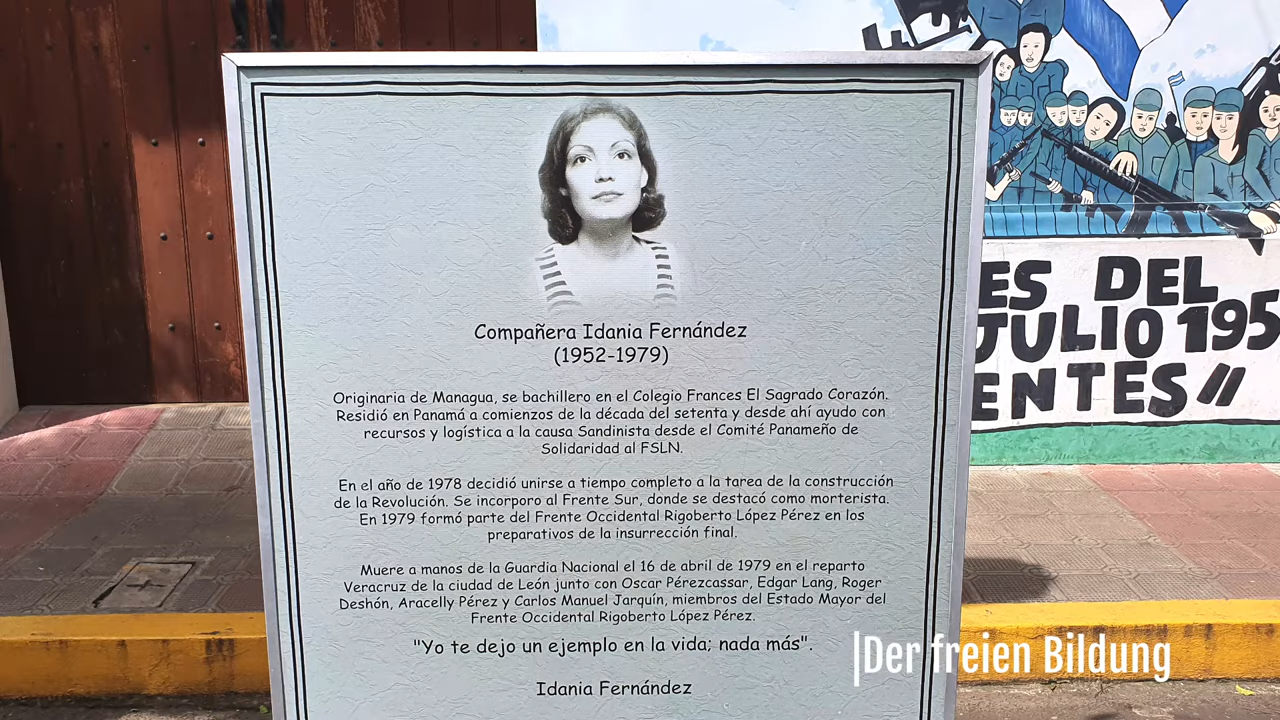 Compañera Idania Fernández
(1952-1979)
Originaria de Managua, se bachillero en el Colegio Frances El Sagrado Corazón.
Residió en Panamá a comienzos de la década del setenta y desde ahí ayudo con
recursos y logística a la causa Sandinista desde el Comité Panameño de
Solidaridad al FSLN.
En el año de 1978 decidió unirse a tiempo completo a la tarea de la construcción
de la Revolución. Se incorporo al Frente Sur, donde se destacó como morterista.
En 1979 formó parte del Frente Occidental Rigoberto López Pérez en los
preparativos de la insurrección final.
Muere a manos de la Guardia Nacional el 16 de abril de 1979 en el reparto
Veracruz de la ciudad de León junto con Oscar Pérezcassar, Edgar Lang, Roger
Deshón, Aracelly Pérez y Carlos Manuel Jarquín, miembros del Estado Mayor del
Frente Occidental Rigoberto López Pérez.
"Yo te dejo un ejemplo en la vida; nada más".
Idania Fernández
ES DEL
JULIO 195
ENTES"
|Der freien Bildung